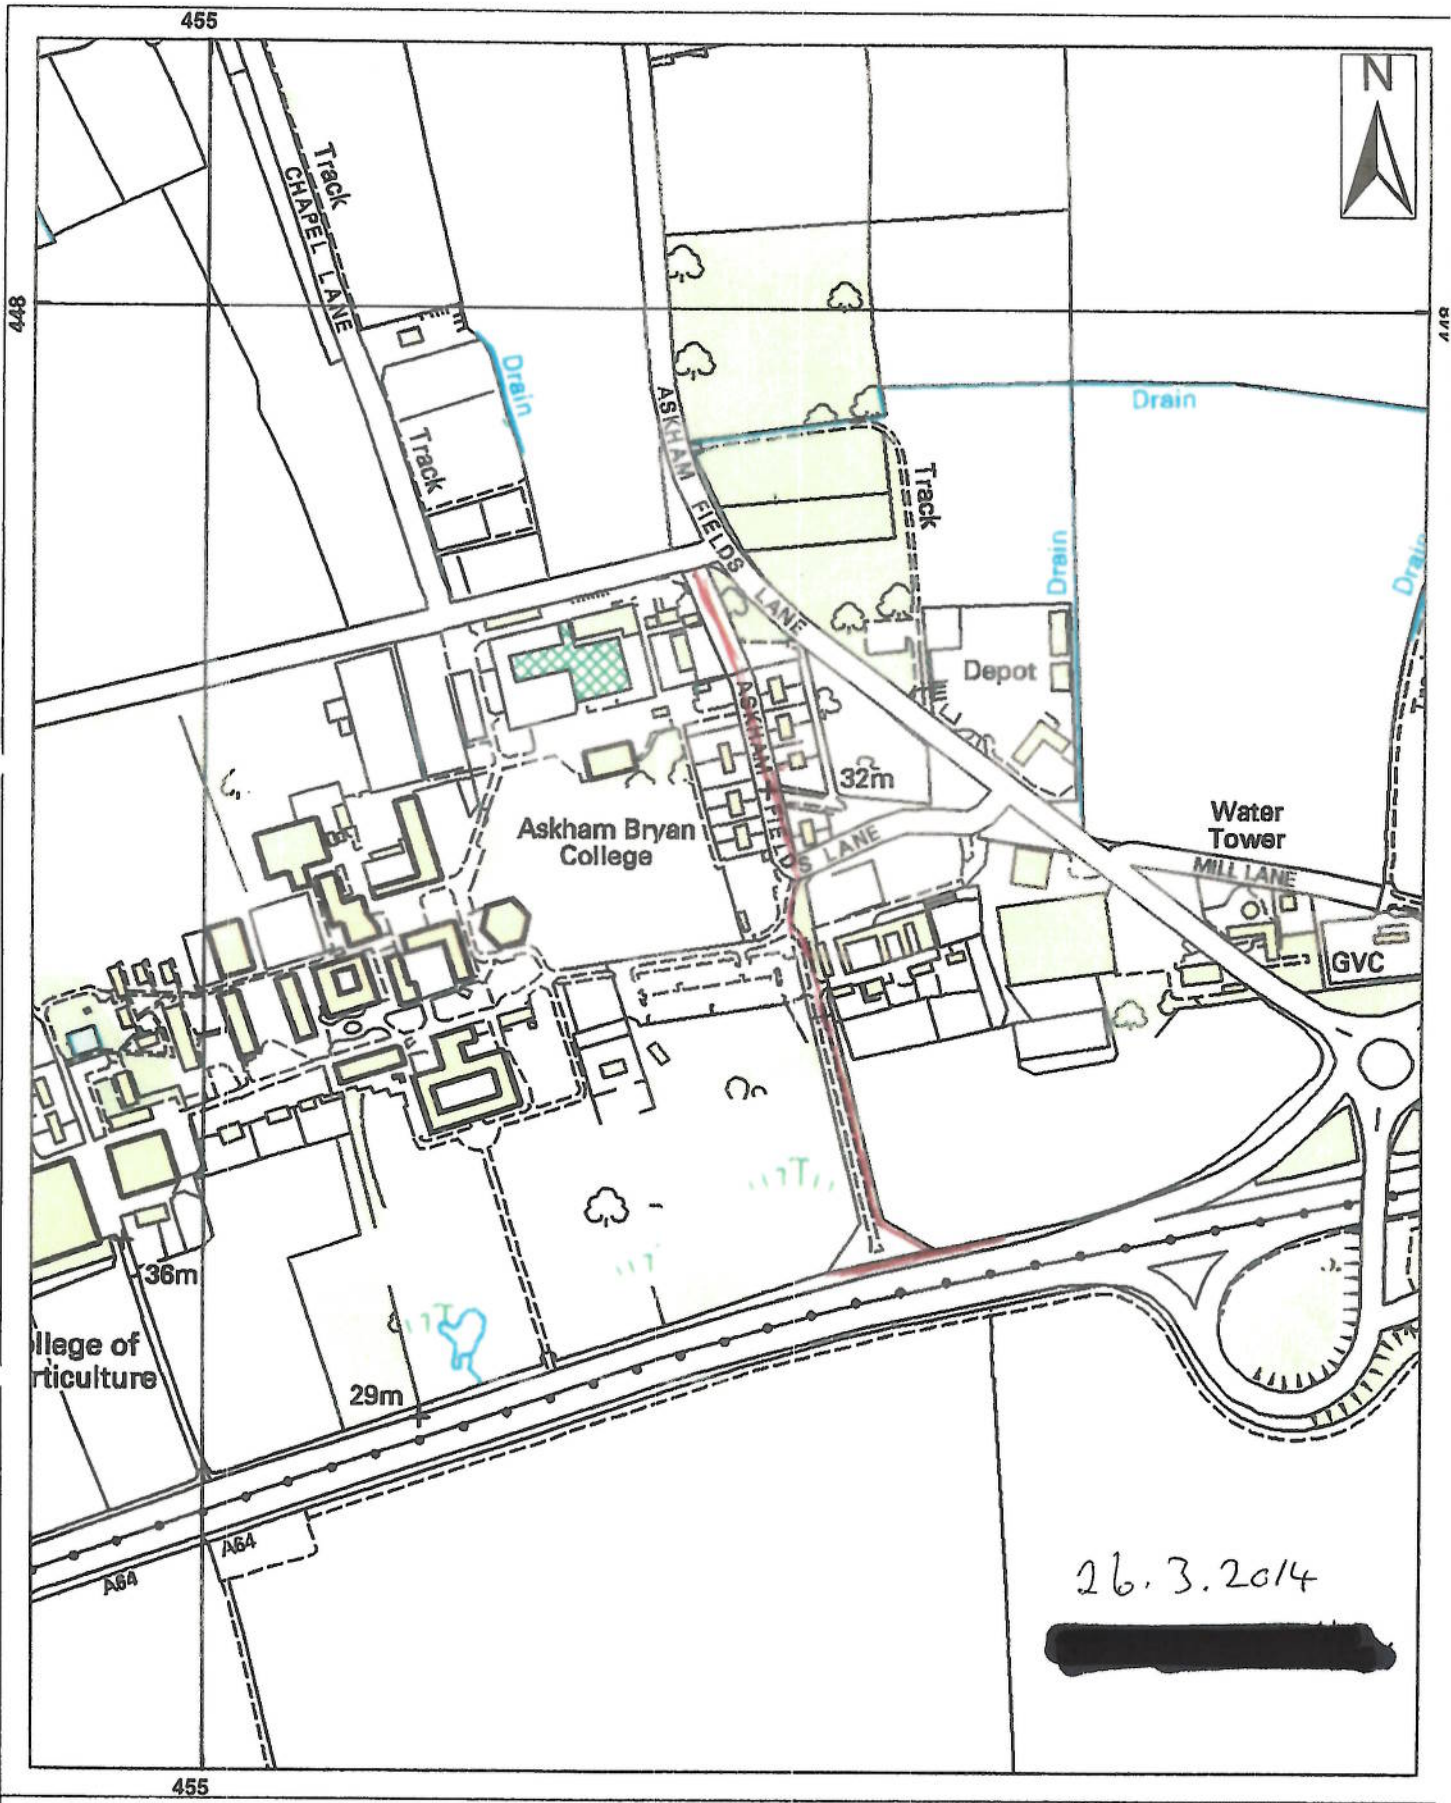 455
N
Track
CHAPEL LANE
448
448
Drain
ASKHAM FIELDS LANE
Drain
Track
Track
Drain
Drain
Depot
ASKHAM FIELDS LANE
32m
Askham Bryan
College
Water
Tower
MILL LANE
GVC
36m
llege of
rticulture
29m
A64
A64
26.3.2014
455